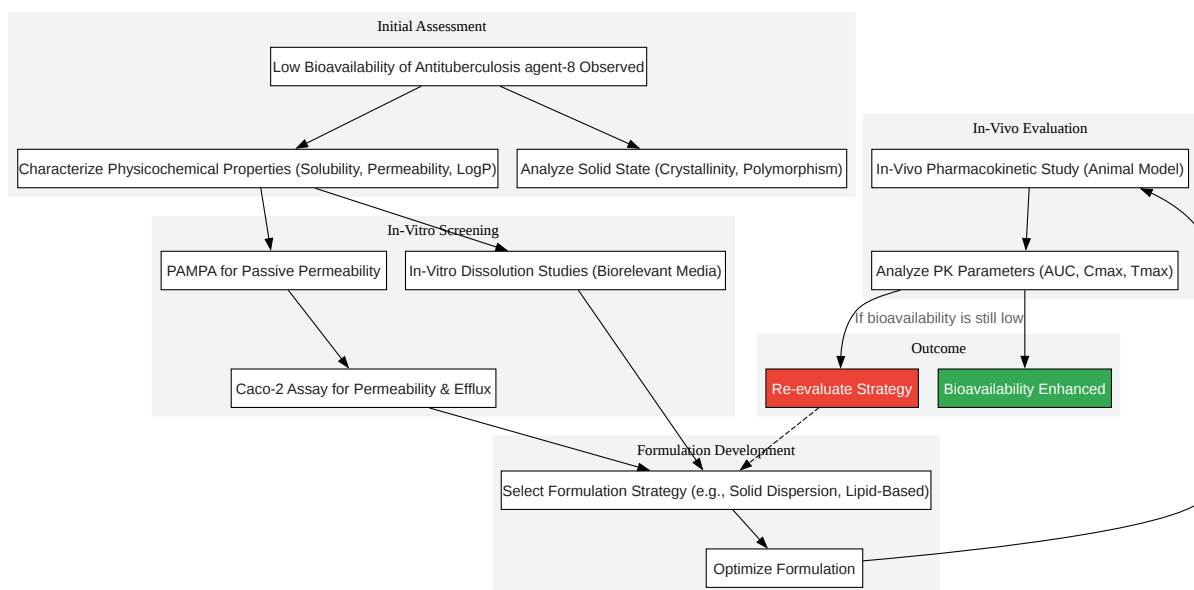 Initial Assessment
Low Bioavailability of Antituberculosis agent-8 Observed
Characterize Physicochemical Properties (Solubility, Permeability, LogP)
Analyze Solid State (Crystallinity, Polymorphism)
In-Vitro Screening
PAMPA for Passive Permeability
In-Vitro Dissolution Studies (Biorelevant Media)
Caco-2 Assay for Permeability & Efflux
In-Vivo Evaluation
In-Vivo Pharmacokinetic Study (Animal Model)
Analyze PK Parameters (AUC, Cmax, Tmax)
If bioavailability is still low
Outcome
Re-evaluate Strategy
Bioavailability Enhanced
Formulation Development
Select Formulation Strategy (e.g., Solid Dispersion, Lipid-Based)
Optimize Formulation